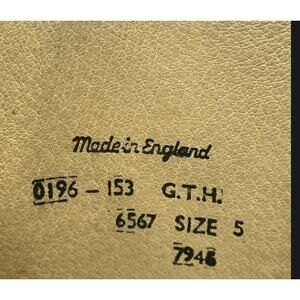 Made in England
0196 - 153 G.T.H.
6567 SIZE 5
7948